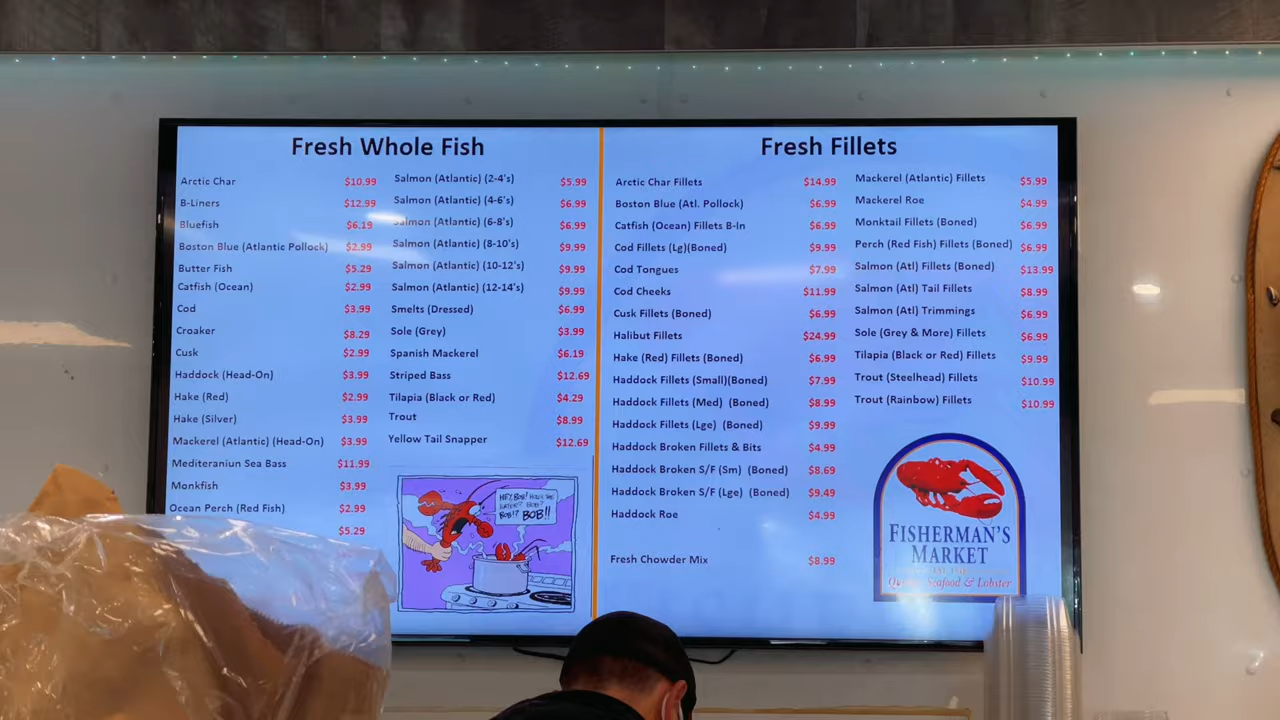 Fresh Whole Fish
Arctic Char $10.99
B-Liners $12.99
Bluefish $6.19
Boston Blue (Atlantic Pollock) $2.99
Butter Fish $5.29
Catfish (Ocean) $2.99
Cod $3.99
Croaker $8.29
Cusk $2.99
Haddock (Head-On) $3.99
Hake (Red) $2.99
Hake (Silver) $3.99
Mackerel (Atlantic) (Head-On) $3.99
Mediteraniun Sea Bass $11.99
Monkfish $3.99
Ocean Perch (Red Fish) $2.99
$5.29
Salmon (Atlantic) (2-4's) $5.99
Salmon (Atlantic) (4-6's) $6.99
Salmon (Atlantic) (6-8's) $6.99
Salmon (Atlantic) (8-10's) $9.99
Salmon (Atlantic) (10-12's) $9.99
Salmon (Atlantic) (12-14's) $9.99
Smelts (Dressed) $6.99
Sole (Grey) $3.99
Spanish Mackerel $6.19
Striped Bass $12.69
Tilapia (Black or Red) $4.29
Trout $8.99
Yellow Tail Snapper $12.69
HEY, BOB! HOW'S THE
WATER? BOB?
BOB!? BOB!!
Fresh Fillets
Arctic Char Fillets $14.99
Boston Blue (Atl. Pollock) $6.99
Catfish (Ocean) Fillets B-In $6.99
Cod Fillets (Lg)(Boned) $9.99
Cod Tongues $7.99
Cod Cheeks $11.99
Cusk Fillets (Boned) $6.99
Halibut Fillets $24.99
Hake (Red) Fillets (Boned) $6.99
Haddock Fillets (Small)(Boned) $7.99
Haddock Fillets (Med) (Boned) $8.99
Haddock Fillets (Lge) (Boned) $9.99
Haddock Broken Fillets & Bits $4.99
Haddock Broken S/F (Sm) (Boned) $8.69
Haddock Broken S/F (Lge) (Boned) $9.49
Haddock Roe $4.99
Fresh Chowder Mix $8.99
Mackerel (Atlantic) Fillets $5.99
Mackerel Roe $4.99
Monktail Fillets (Boned) $6.99
Perch (Red Fish) Fillets (Boned) $6.99
Salmon (Atl) Fillets (Boned) $13.99
Salmon (Atl) Tail Fillets $8.99
Salmon (Atl) Trimmings $6.99
Sole (Grey & More) Fillets $6.99
Tilapia (Black or Red) Fillets $9.99
Trout (Steelhead) Fillets $10.99
Trout (Rainbow) Fillets $10.99
FISHERMAN'S
MARKET
Seafood & Lobster